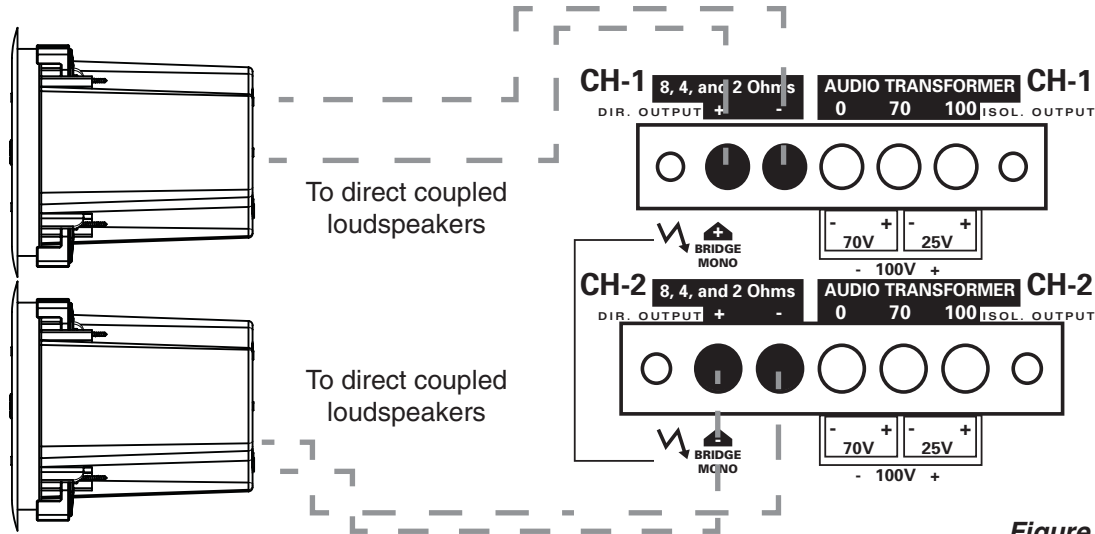 CH-1 8, 4, and 2 Ohms AUDIO TRANSFORMER CH-1
DIR. OUTPUT + - 0 70 100 ISOL. OUTPUT
To direct coupled
loudspeakers
+
BRIDGE
MONO
- + - +
70V 25V
- 100V +
CH-2 8, 4, and 2 Ohms AUDIO TRANSFORMER CH-2
DIR. OUTPUT + - 0 70 100 ISOL. OUTPUT
To direct coupled
loudspeakers
-
BRIDGE
MONO
- + - +
70V 25V
- 100V +
Figure